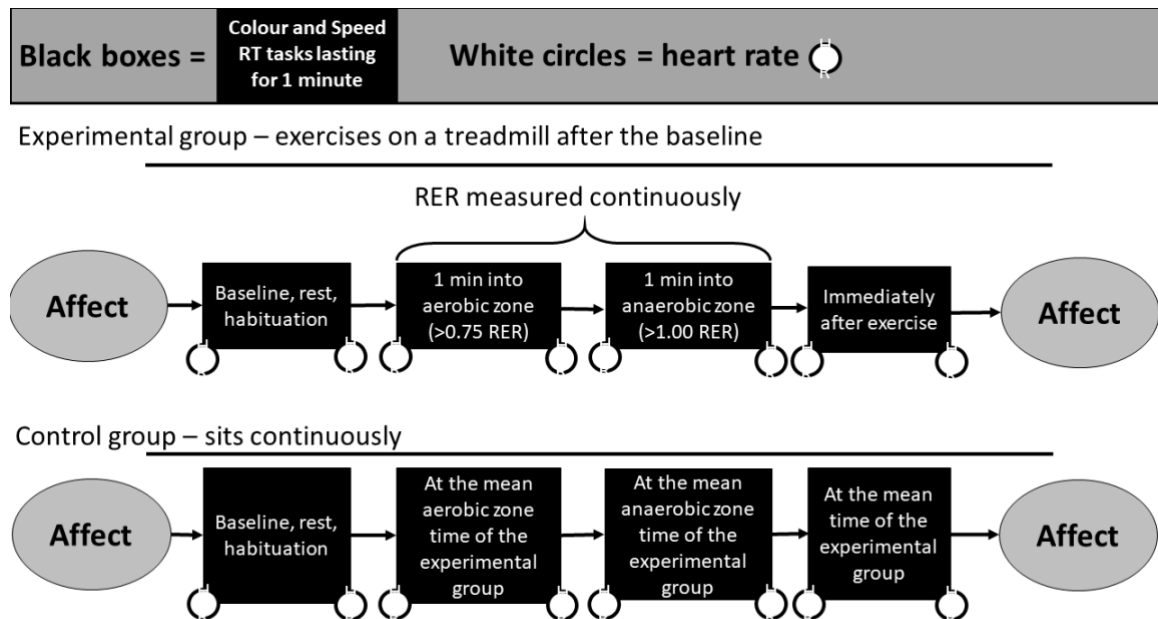 Black boxes =
Colour and Speed
RT tasks lasting
for 1 minute
White circles = heart rate
Experimental group – exercises on a treadmill after the baseline
RER measured continuously
Affect
Baseline, rest,
habituation
1 min into
aerobic zone
(>0.75 RER)
1 min into
anaerobic zone
(>1.00 RER)
Immediately
after exercise
Affect
Control group – sits continuously
Affect
Baseline, rest,
habituation
At the mean
aerobic zone
time of the
experimental
group
At the mean
anaerobic zone
time of the
experimental
group
At the mean
time of the
experimental
group
Affect